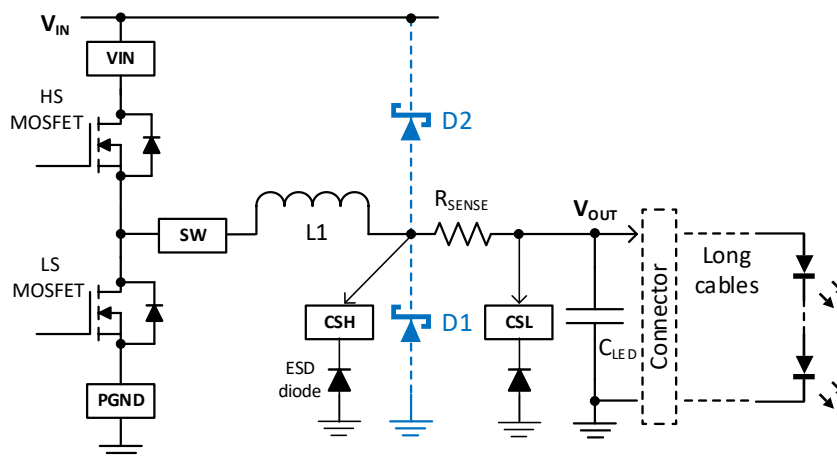 VIN
VIN
HS
MOSFET
D2
RSENSE
VOUT
SW
L1
Long
cables
LS
MOSFET
CSH
D1
CSL
CLED
Connector
ESD
diode
PGND